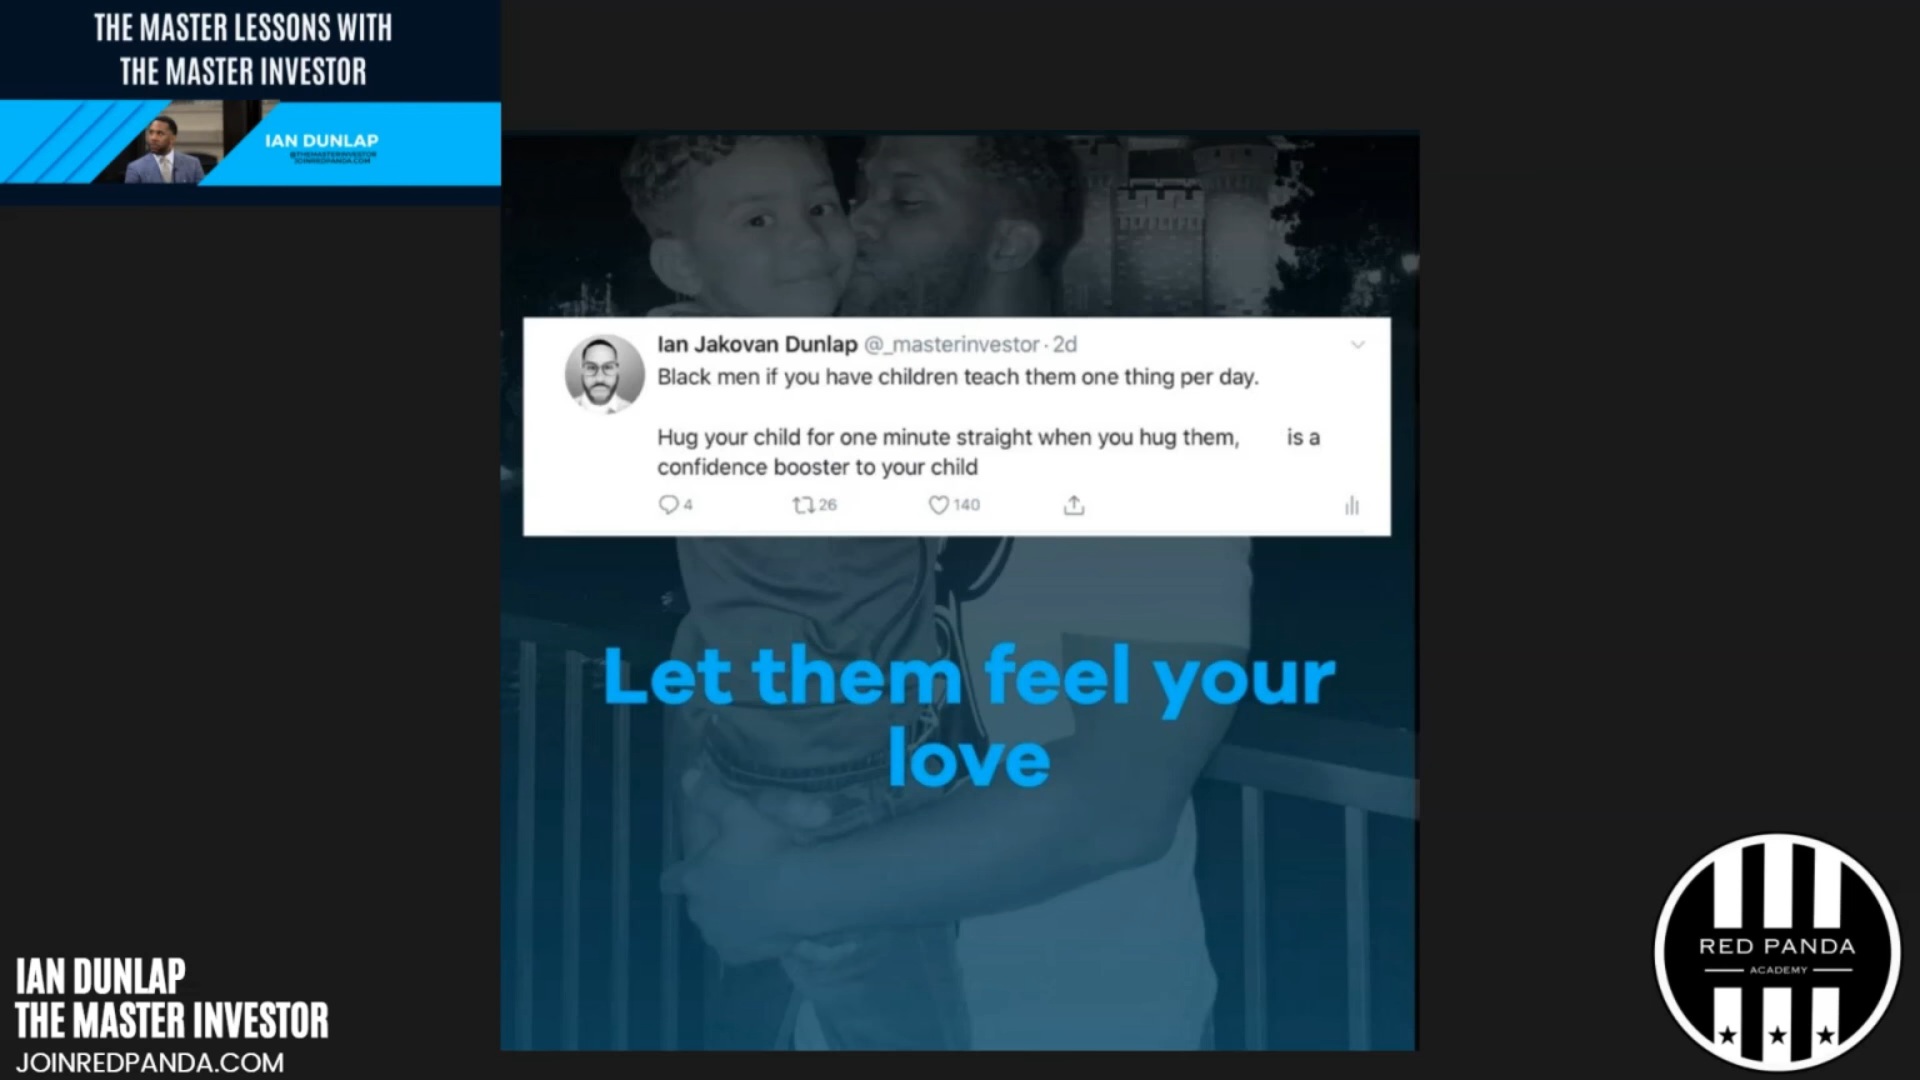 THE MASTER LESSONS WITH
THE MASTER INVESTOR
IAN DUNLAP
@THEMASTERINVESTOR
JOINREDPANDA.COM
Ian Jakovan Dunlap @_masterinvestor · 2d
Black men if you have children teach them one thing per day.
Hug your child for one minute straight when you hug them, is a
confidence booster to your child
4 26 140
Let them feel your
love
IAN DUNLAP
THE MASTER INVESTOR
JOINREDPANDA.COM
RED PANDA
ACADEMY